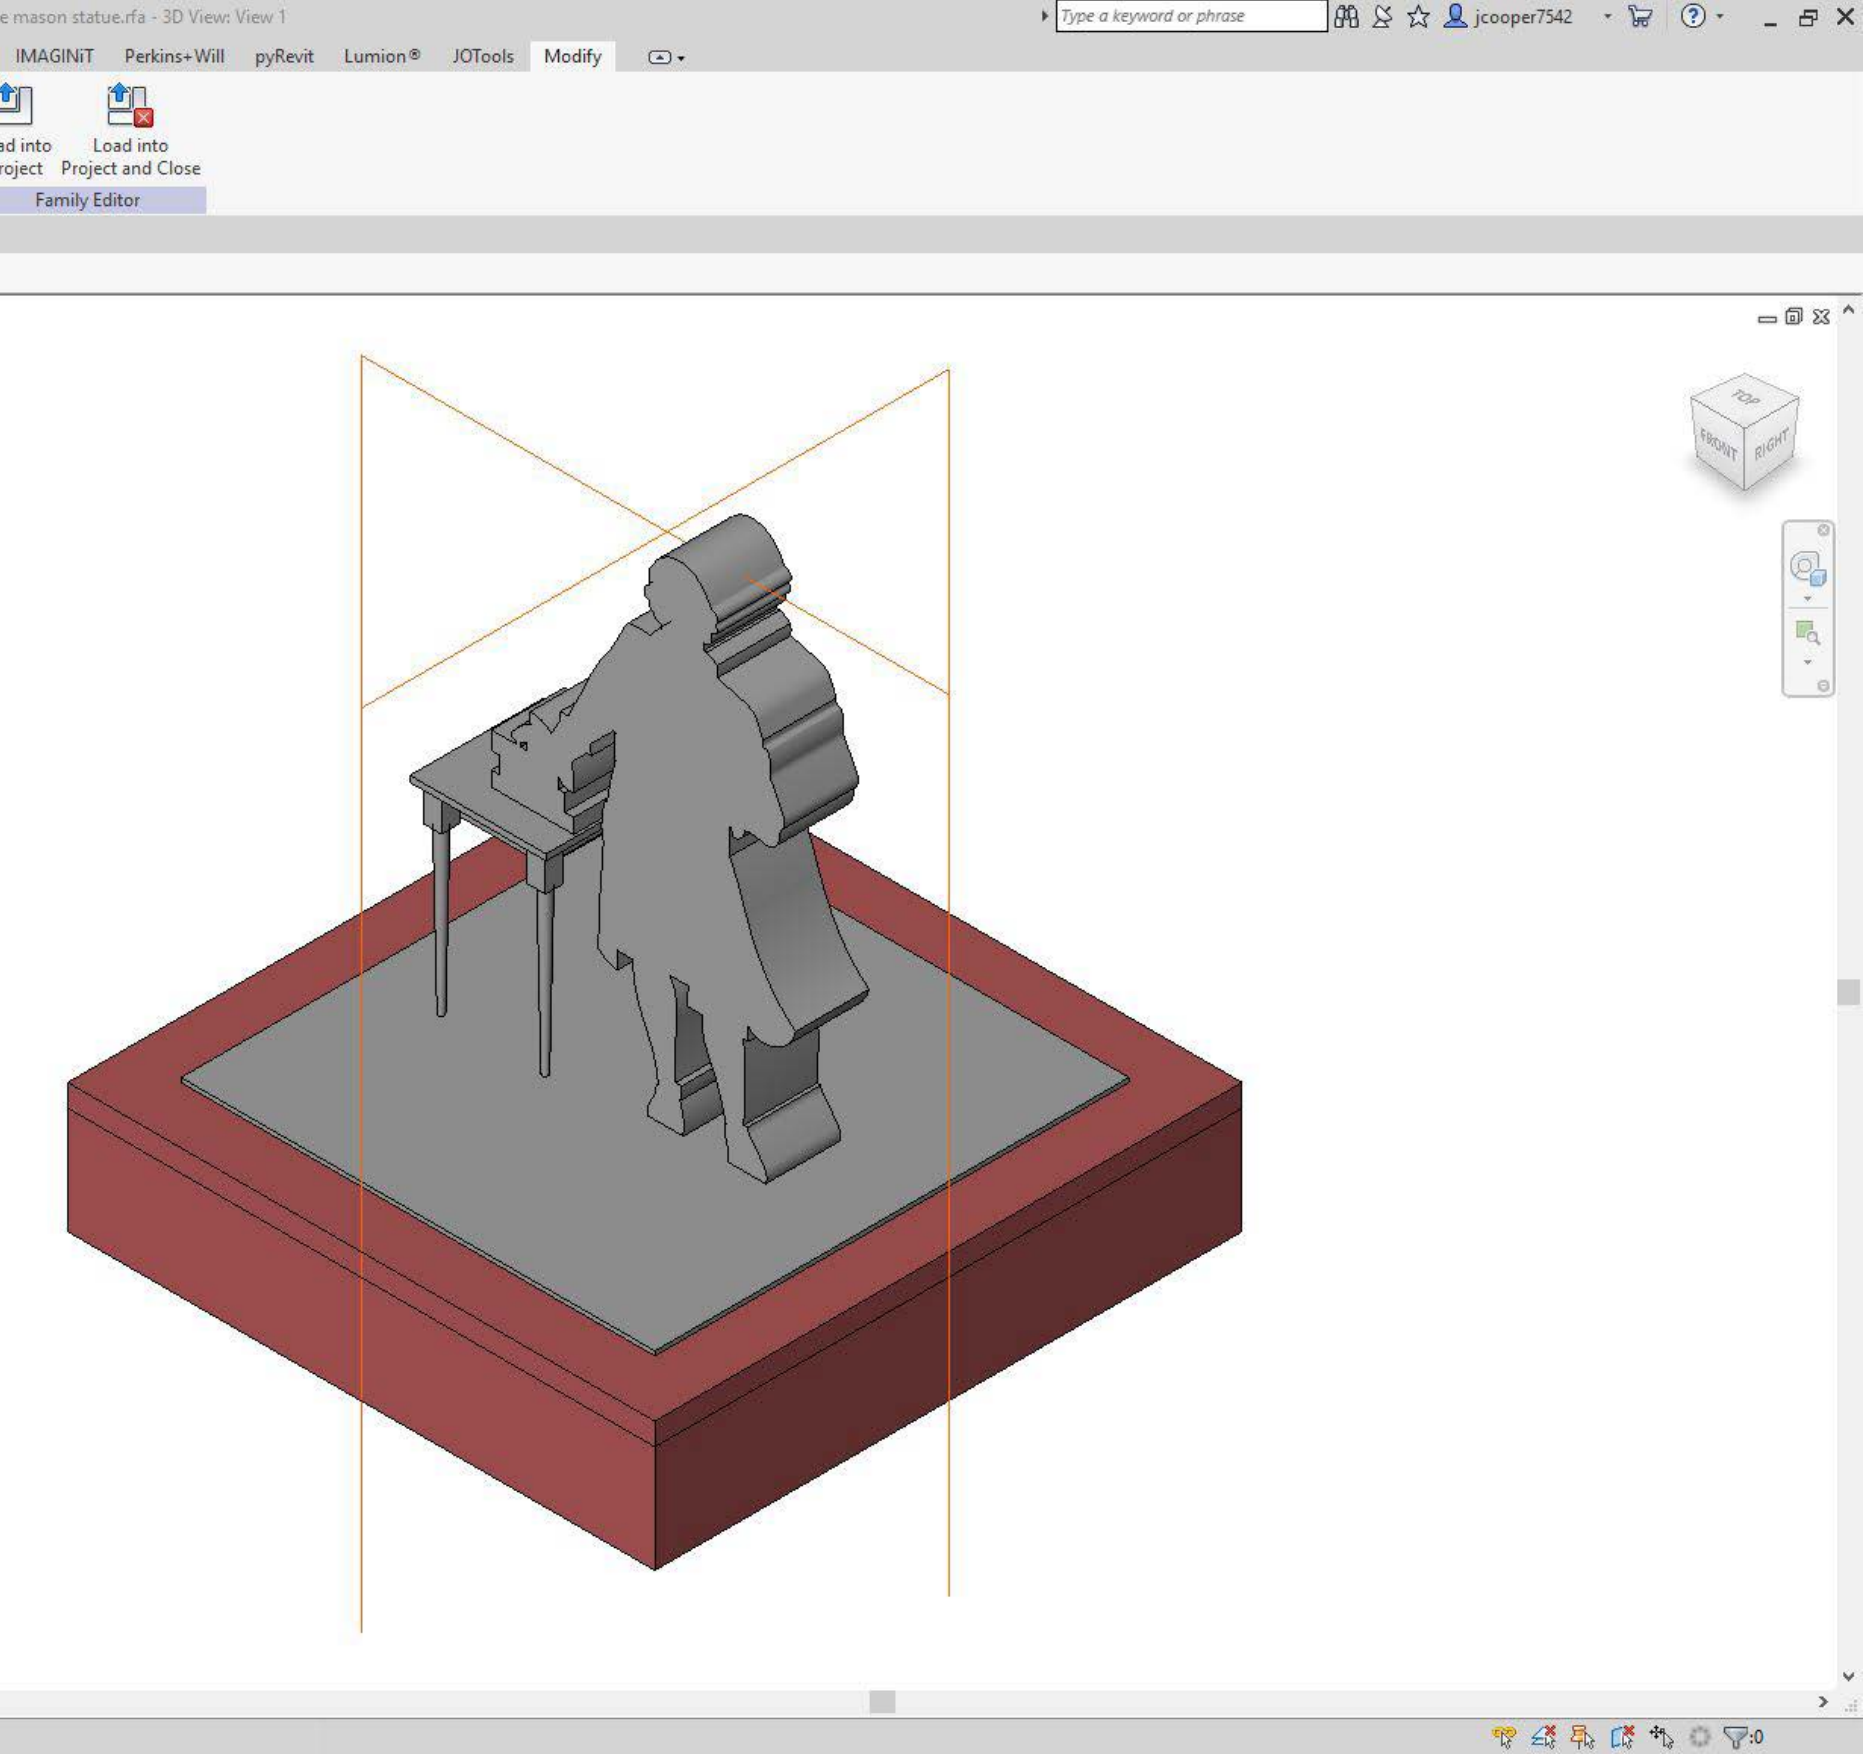 e mason statue.rfa - 3D View: View 1
Type a keyword or phrase
jcooper7542
IMAGINiT Perkins+Will pyRevit Lumion® JOTools Modify
ad into
roject
Load into
Project and Close
Family Editor
TOP
FRONT
RIGHT
:0